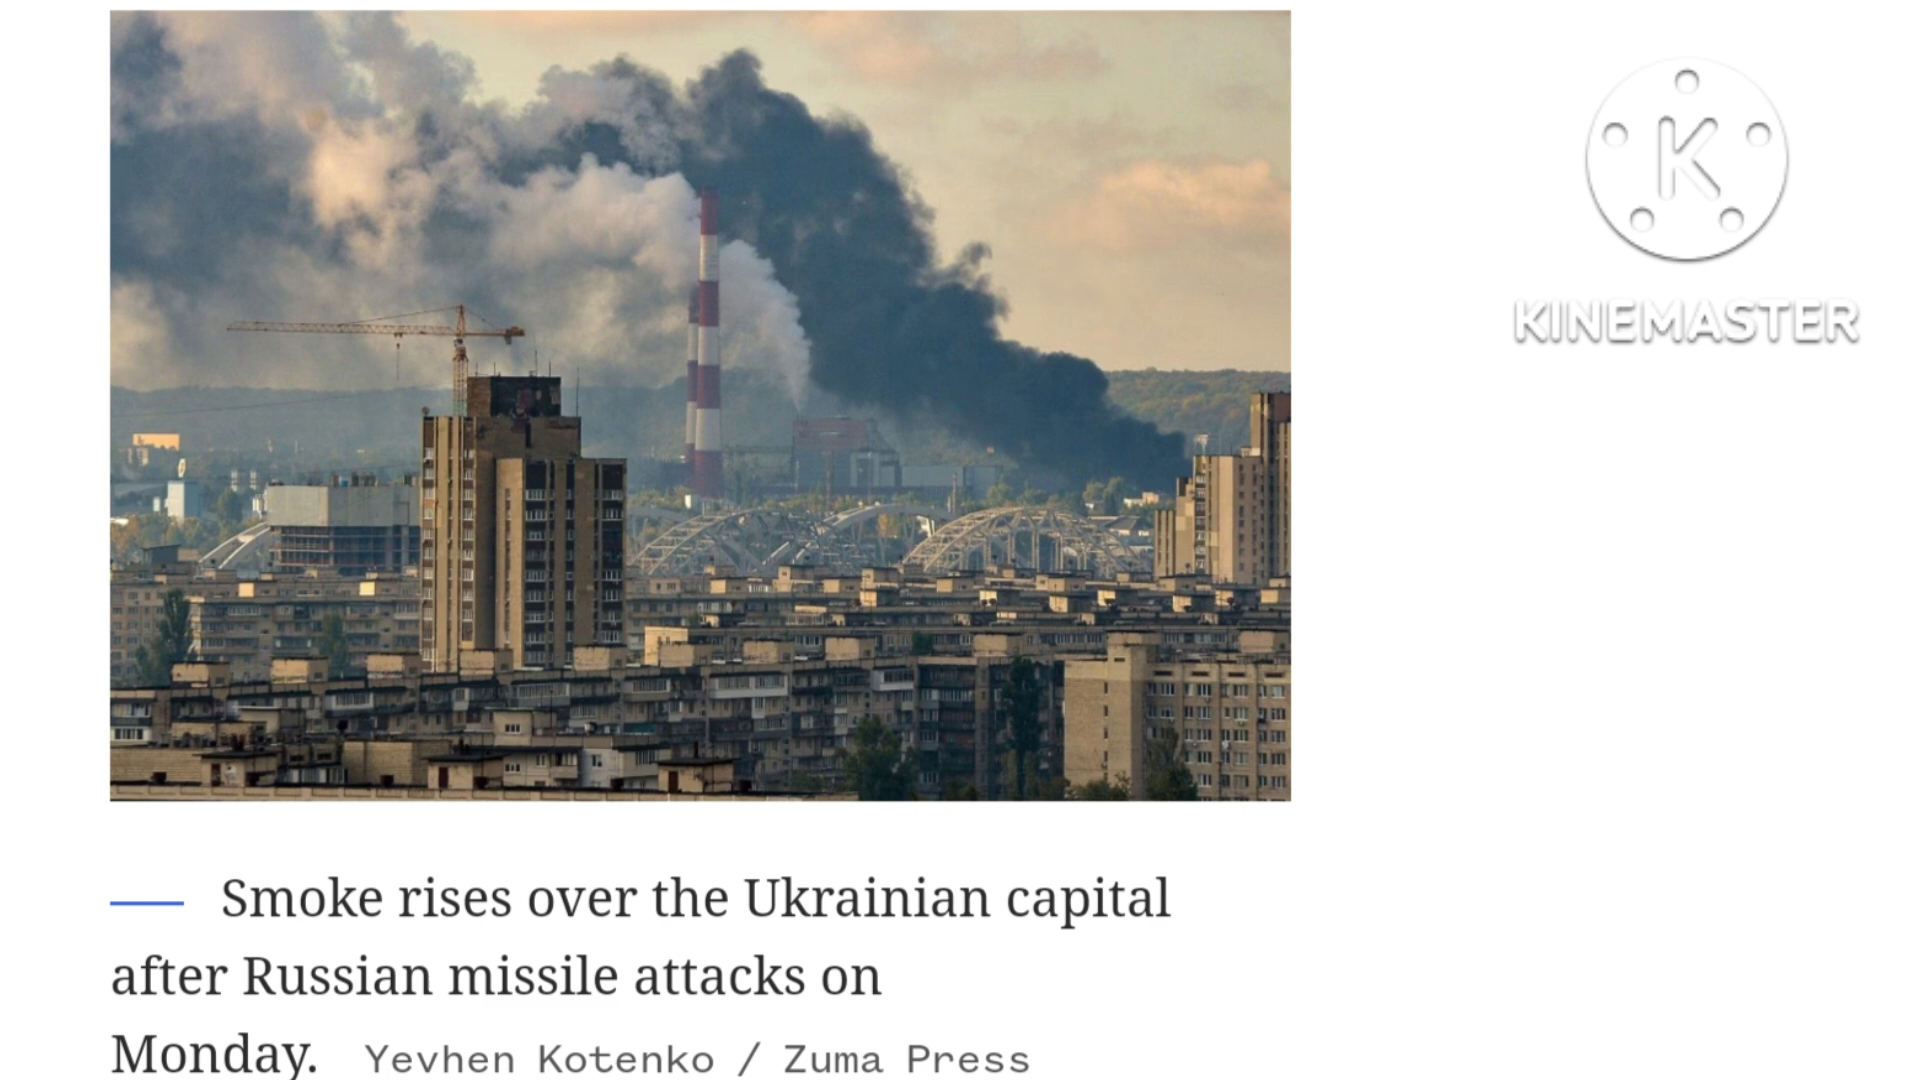 K
KINEMASTER
Smoke rises over the Ukrainian capital
after Russian missile attacks on
Monday. Yevhen Kotenko / Zuma Press